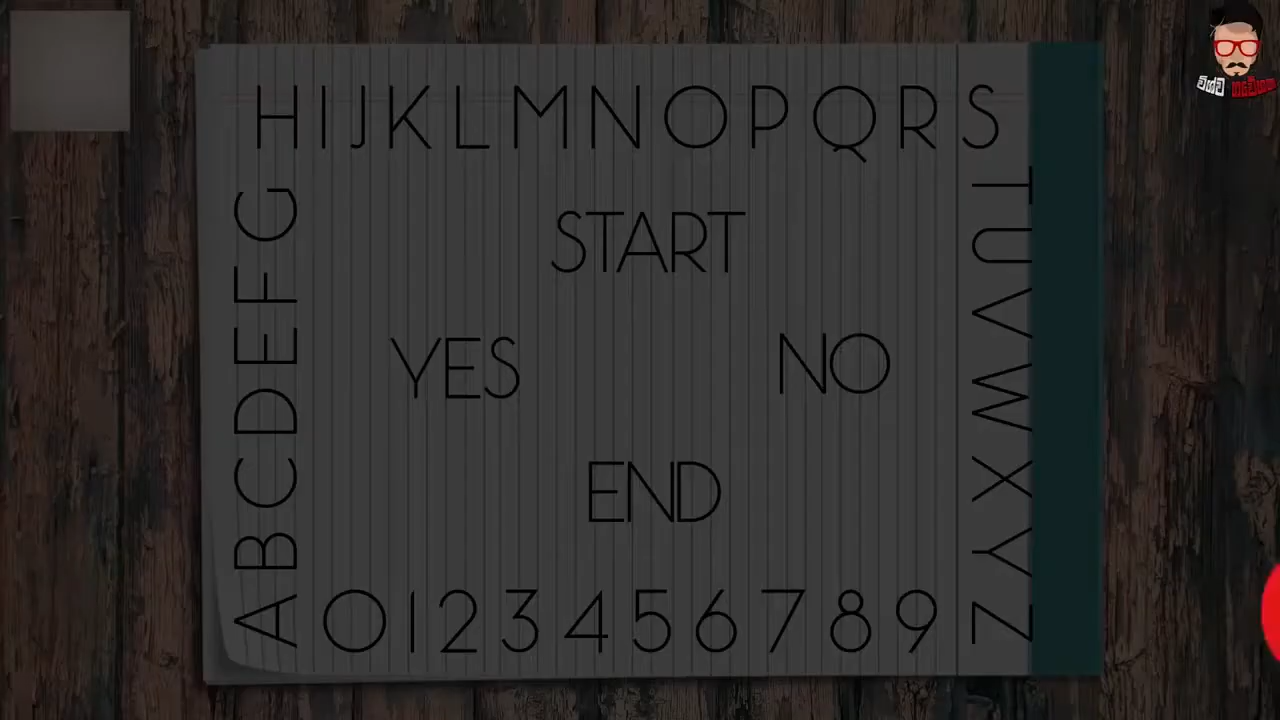 HIJKLMNOPQRS
ABCDEFG
TUVWXYZ
START
YES NO
END
0123456789
විශ්ව